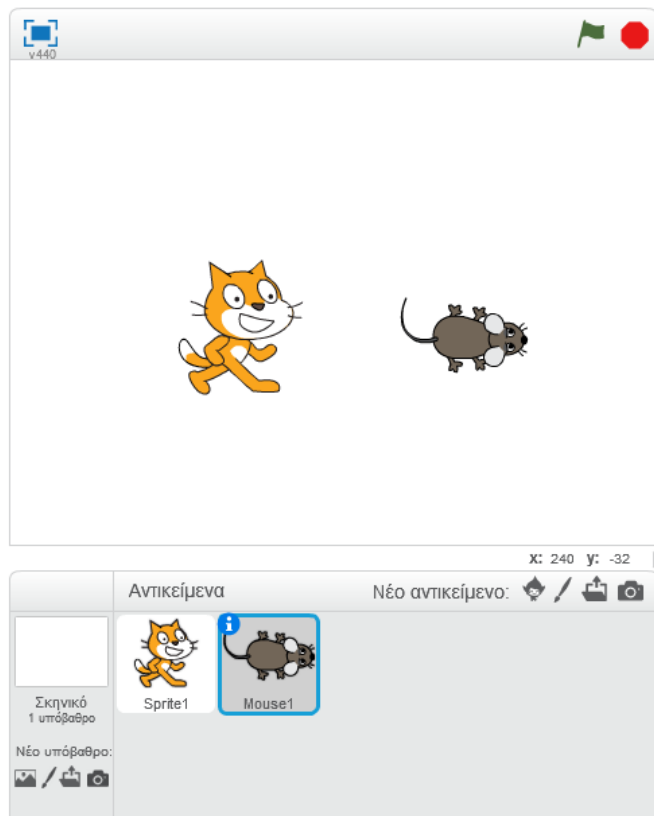 v440
x: 240 y: -32
Αντικείμενα
Νέο αντικείμενο:
Sprite1
Mouse1
Σκηνικό
1 υπόβαθρο
Νέο υπόβαθρο: